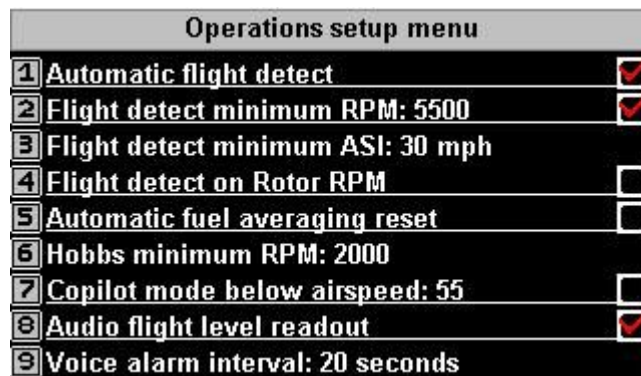 Operations setup menu
1 Automatic flight detect
2 Flight detect minimum RPM: 5500
3 Flight detect minimum ASI: 30 mph
4 Flight detect on Rotor RPM
5 Automatic fuel averaging reset
6 Hobbs minimum RPM: 2000
7 Copilot mode below airspeed: 55
8 Audio flight level readout
9 Voice alarm interval: 20 seconds